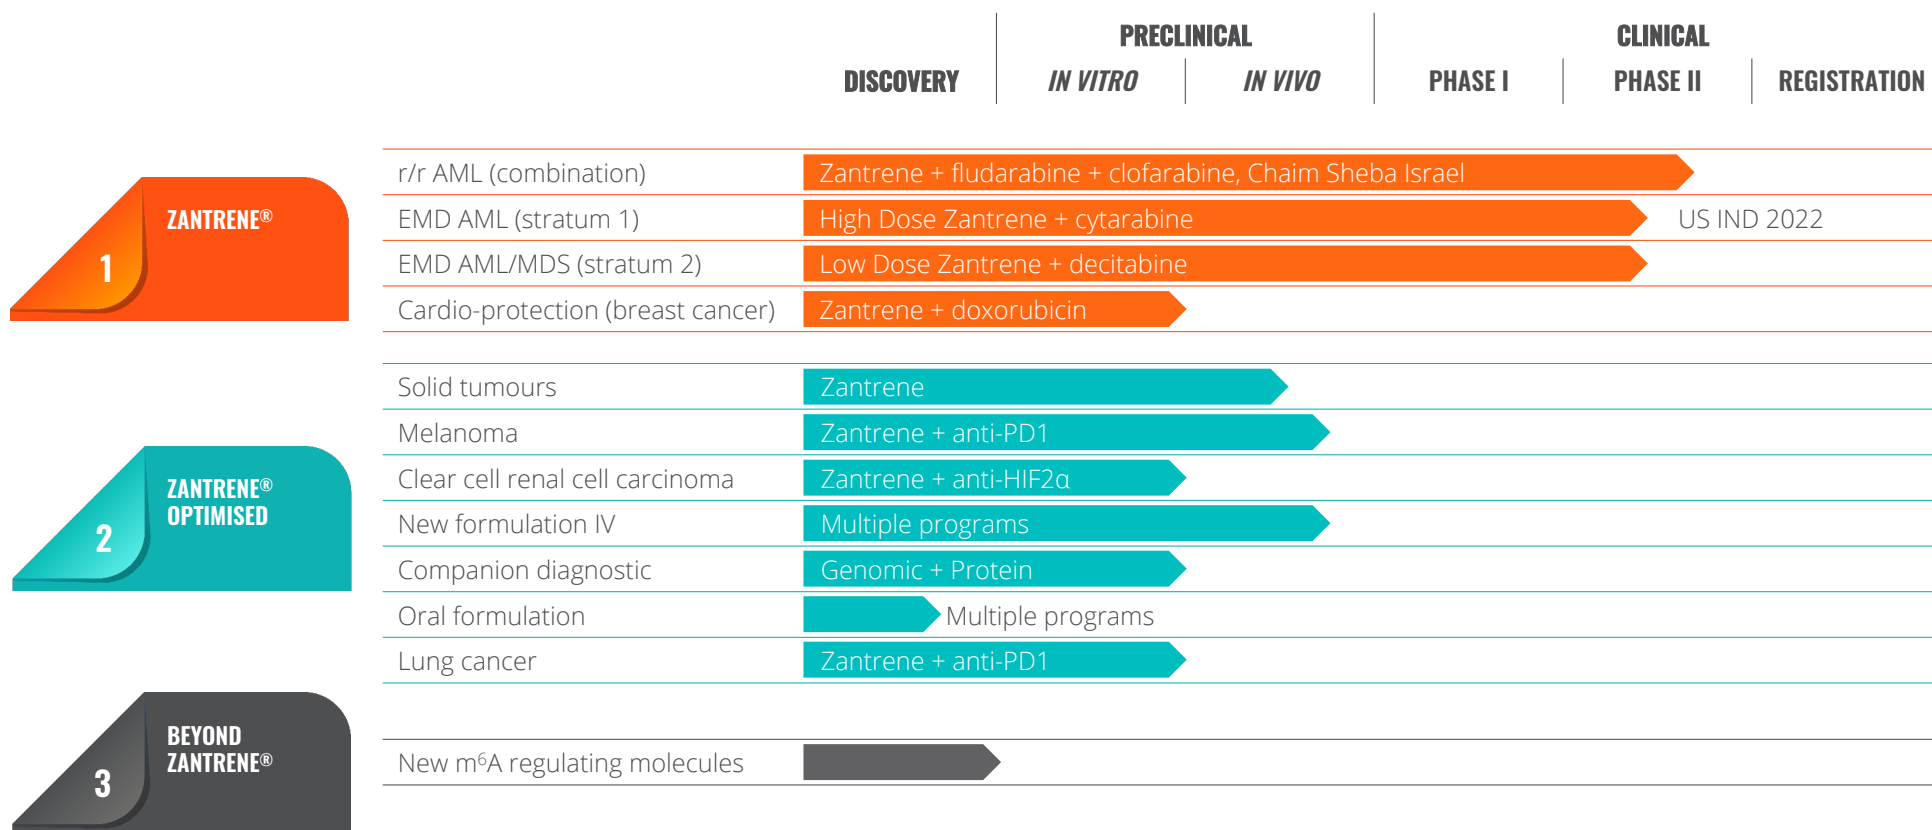 PRECLINICAL CLINICAL
DISCOVERY IN VITRO IN VIVO PHASE I PHASE II REGISTRATION
1
ZANTRENE®
r/r AML (combination) Zantrene + fludarabine + clofarabine, Chaim Sheba Israel
EMD AML (stratum 1) High Dose Zantrene + cytarabine US IND 2022
EMD AML/MDS (stratum 2) Low Dose Zantrene + decitabine
Cardio-protection (breast cancer) Zantrene + doxorubicin
2
ZANTRENE®
OPTIMISED
Solid tumours Zantrene
Melanoma Zantrene + anti-PD1
Clear cell renal cell carcinoma Zantrene + anti-HIF2α
New formulation IV Multiple programs
Companion diagnostic Genomic + Protein
Oral formulation Multiple programs
Lung cancer Zantrene + anti-PD1
3
BEYOND
ZANTRENE®
New m⁶A regulating molecules